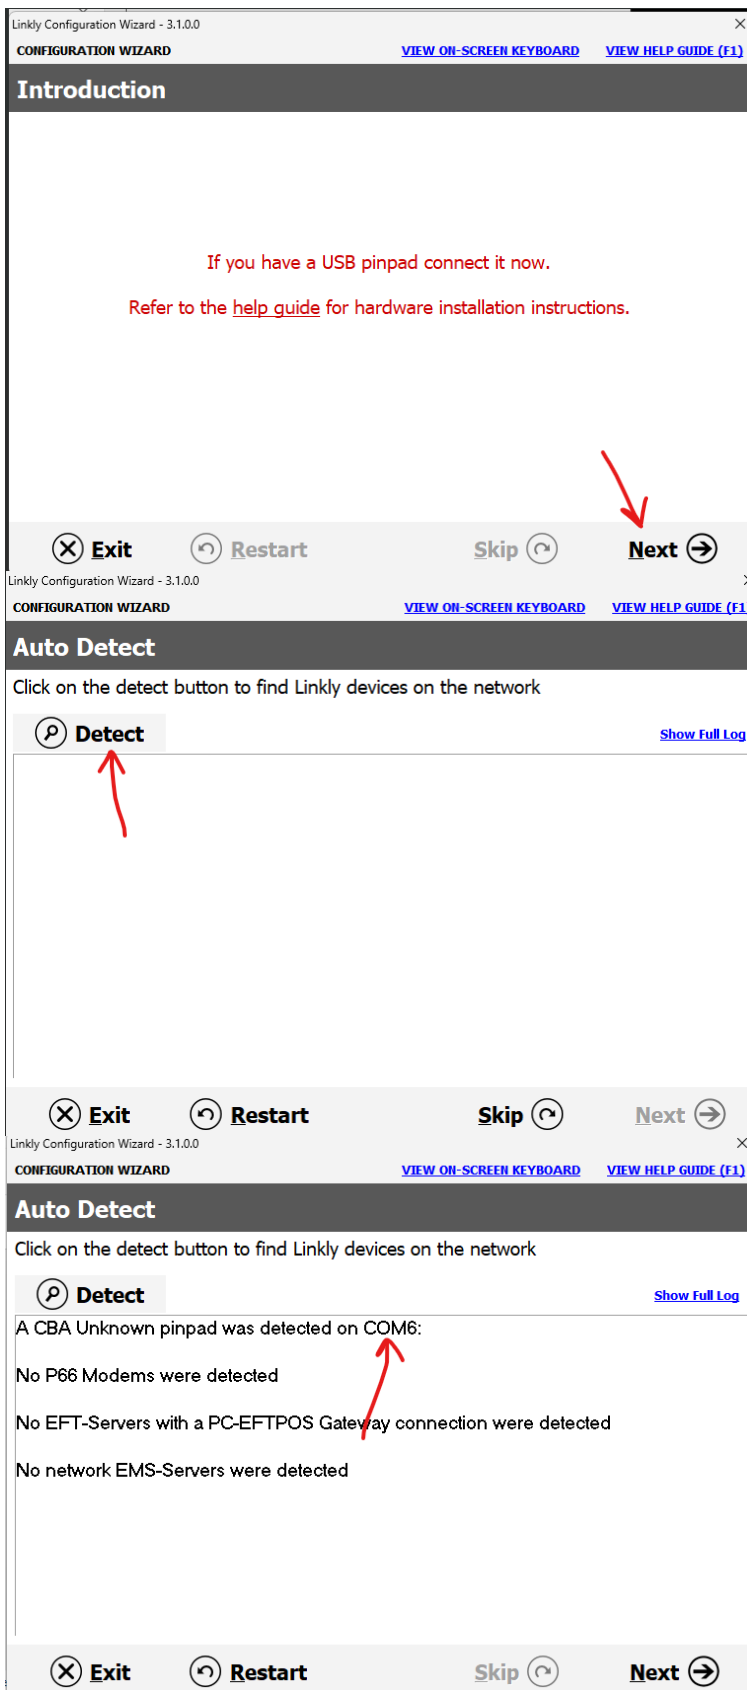 Linkly Configuration Wizard - 3.1.0.0
CONFIGURATION WIZARD VIEW ON-SCREEN KEYBOARD VIEW HELP GUIDE (F1)
Introduction
If you have a USB pinpad connect it now.
Refer to the help guide for hardware installation instructions.
Exit Restart Skip Next
Linkly Configuration Wizard - 3.1.0.0
CONFIGURATION WIZARD VIEW ON-SCREEN KEYBOARD VIEW HELP GUIDE (F1
Auto Detect
Click on the detect button to find Linkly devices on the network
Detect Show Full Log
Exit Restart Skip Next
Linkly Configuration Wizard - 3.1.0.0
CONFIGURATION WIZARD VIEW ON-SCREEN KEYBOARD VIEW HELP GUIDE (F1)
Auto Detect
Click on the detect button to find Linkly devices on the network
Detect Show Full Log
A CBA Unknown pinpad was detected on COM6:
No P66 Modems were detected
No EFT-Servers with a PC-EFTPOS Gateway connection were detected
No network EMS-Servers were detected
Exit Restart Skip Next